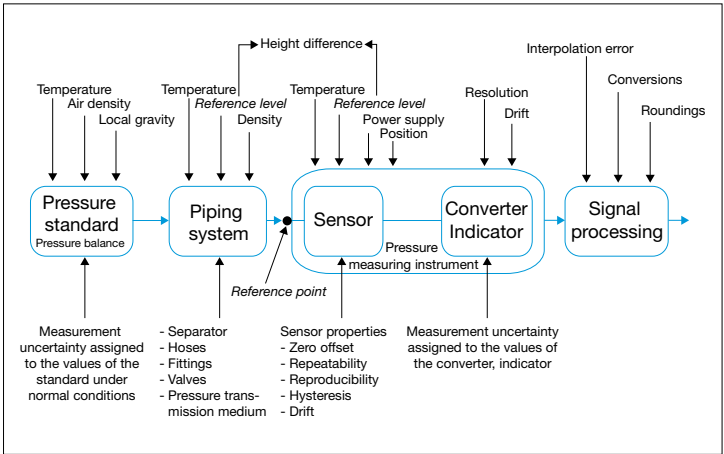 Height difference
Interpolation error
Conversions
Roundings
Temperature
Air density
Local gravity
Temperature
Reference level
Density
Temperature
Reference level
Power supply
Position
Resolution
Drift
Pressure
standard
Pressure balance
Piping
system
Sensor
Converter
Indicator
Pressure
measuring instrument
Signal
processing
Reference point
Measurement
uncertainty assigned
to the values of the
standard under
normal conditions
- Separator
- Hoses
- Fittings
- Valves
- Pressure trans-
mission medium
Sensor properties
- Zero offset
- Repeatability
- Reproducibility
- Hysteresis
- Drift
Measurement uncertainty
assigned to the values of
the converter, indicator